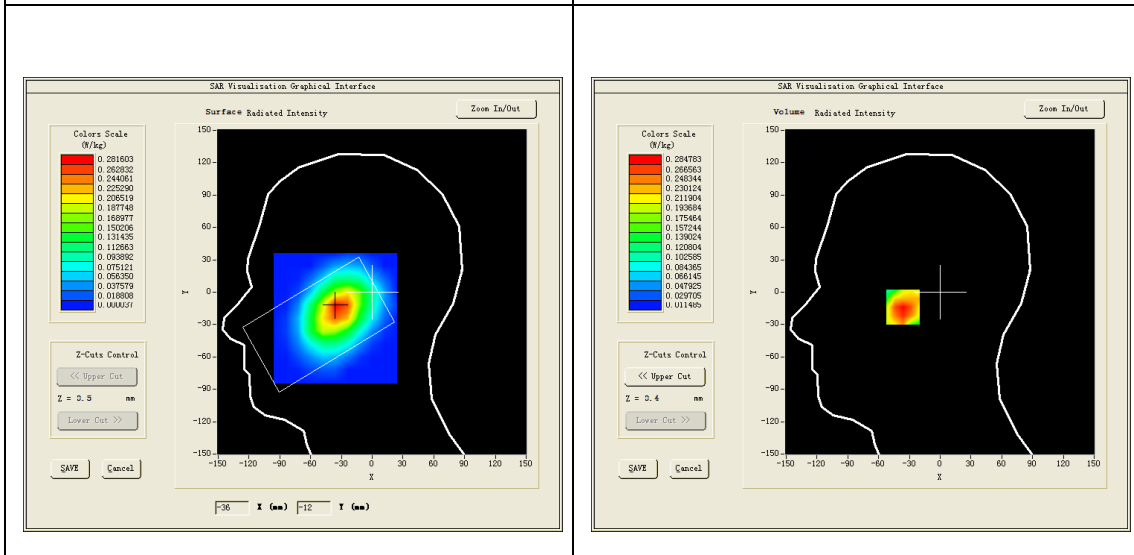 SAR Visualisation Graphical Interface
Surface Radiated Intensity
Zoom In/Out
Colors Scale
(W/kg)
0.281603
0.262832
0.244061
0.225290
0.206519
0.187748
0.168977
0.150206
0.131435
0.112663
0.093892
0.075121
0.056350
0.037579
0.018808
0.000037
150
120
90
60
30
0
-30
-60
-90
-120
-150
Y
-150 -120 -90 -60 -30 0 30 60 90 120 150
X
Z-Cuts Control
<< Upper Cut
Z = 0.5 mm
Lower Cut >>
SAVE Cancel
-36 X (mm) -12 Y (mm)
SAR Visualisation Graphical Interface
Volume Radiated Intensity
Zoom In/Out
Colors Scale
(W/kg)
0.284783
0.266563
0.248344
0.230124
0.211904
0.193684
0.175464
0.157244
0.139024
0.120804
0.102585
0.084365
0.066145
0.047925
0.029705
0.011485
150
120
90
60
30
0
-30
-60
-90
-120
-150
Y
-150 -120 -90 -60 -30 0 30 60 90 120 150
X
Z-Cuts Control
<< Upper Cut
Z = 0.4 mm
Lower Cut >>
SAVE Cancel